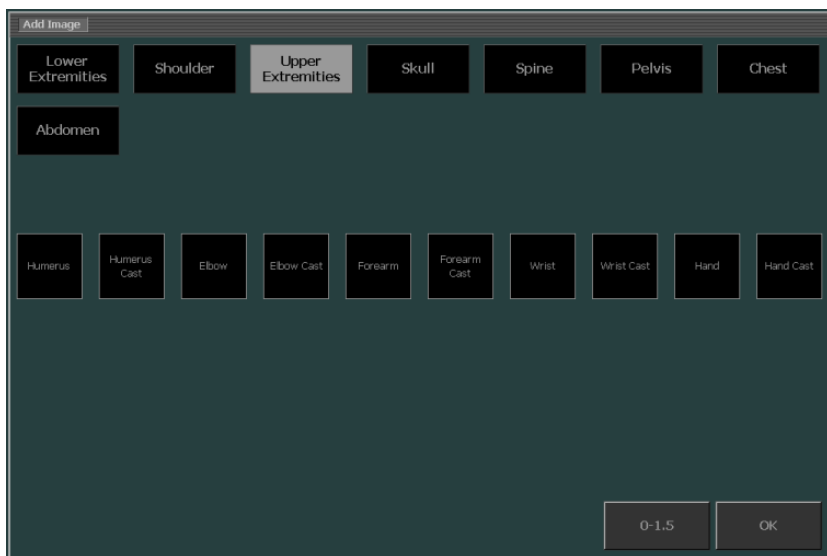 Add Image
Lower
Extremities
Shoulder
Upper
Extremities
Skull
Spine
Pelvis
Chest
Abdomen
Humerus
Humerus
Cast
Elbow
Elbow Cast
Forearm
Forearm
Cast
Wrist
Wrist Cast
Hand
Hand Cast
0-1.5
OK